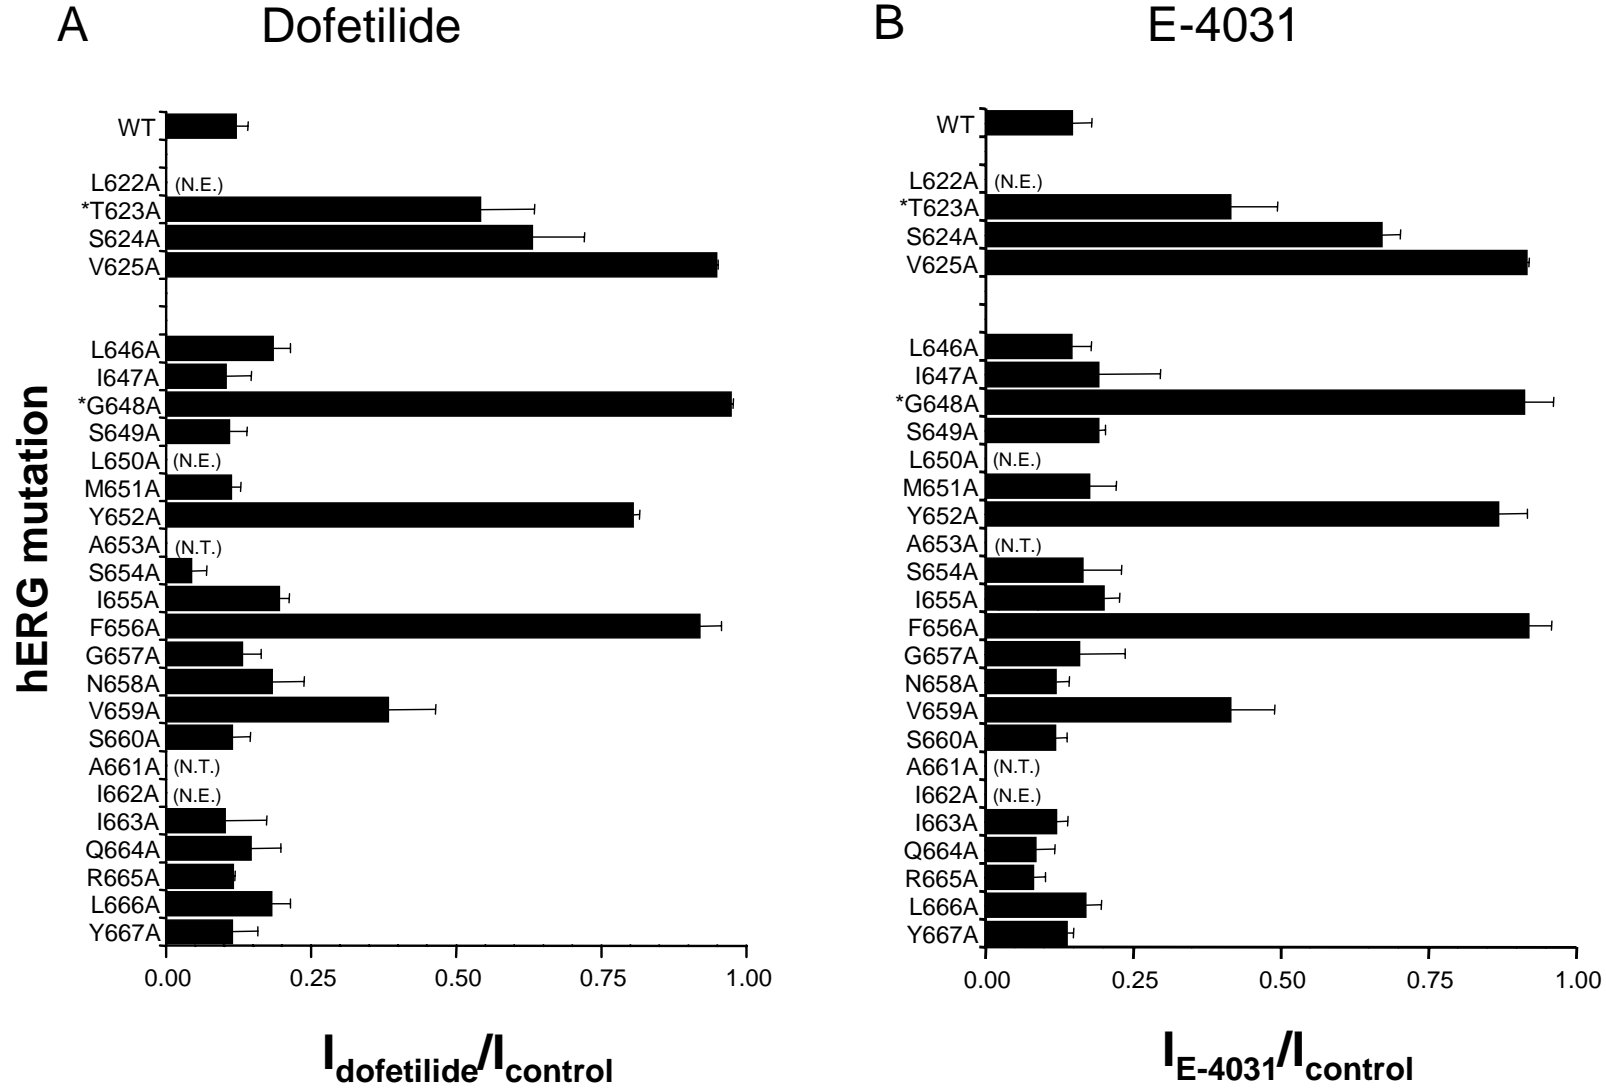 A Dofetilide
WT
L622A (N.E.)
*T623A
S624A
V625A
L646A
I647A
*G648A
S649A
L650A (N.E.)
M651A
Y652A
A653A (N.T.)
S654A
I655A
F656A
G657A
N658A
V659A
S660A
A661A (N.T.)
I662A (N.E.)
I663A
Q664A
R665A
L666A
Y667A
0.00 0.25 0.50 0.75 1.00
Idofetilide/Icontrol
hERG mutation
B E-4031
WT
L622A (N.E.)
*T623A
S624A
V625A
L646A
I647A
*G648A
S649A
L650A (N.E.)
M651A
Y652A
A653A (N.T.)
S654A
I655A
F656A
G657A
N658A
V659A
S660A
A661A (N.T.)
I662A (N.E.)
I663A
Q664A
R665A
L666A
Y667A
0.00 0.25 0.50 0.75 1.00
IE-4031/Icontrol